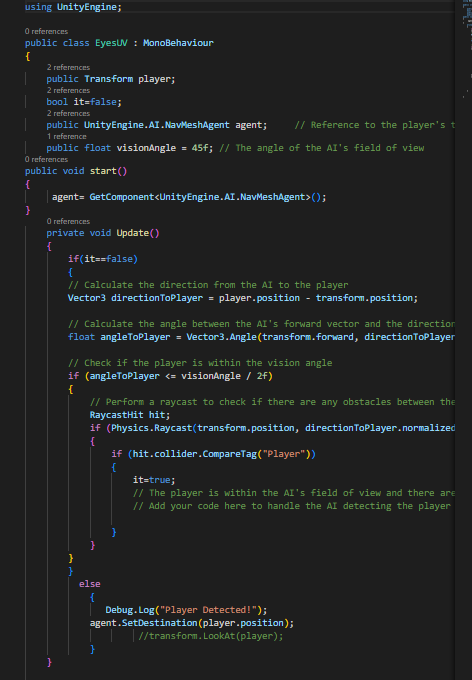 using UnityEngine;
0 references
public class EyesUV : MonoBehaviour
{
2 references
public Transform player;
2 references
bool it=false;
2 references
public UnityEngine.AI.NavMeshAgent agent; // Reference to the player's t
1 reference
public float visionAngle = 45f; // The angle of the AI's field of view
0 references
public void start()
{
agent= GetComponent<UnityEngine.AI.NavMeshAgent>();
}
0 references
private void Update()
{
if(it==false)
{
// Calculate the direction from the AI to the player
Vector3 directionToPlayer = player.position - transform.position;
// Calculate the angle between the AI's forward vector and the direction
float angleToPlayer = Vector3.Angle(transform.forward, directionToPlayer
// Check if the player is within the vision angle
if (angleToPlayer <= visionAngle / 2f)
{
// Perform a raycast to check if there are any obstacles between the
RaycastHit hit;
if (Physics.Raycast(transform.position, directionToPlayer.normalized
{
if (hit.collider.CompareTag("Player"))
{
it=true;
// The player is within the AI's field of view and there are
// Add your code here to handle the AI detecting the player
}
}
}
}
else
{
Debug.Log("Player Detected!");
agent.SetDestination(player.position);
//transform.LookAt(player);
}
}